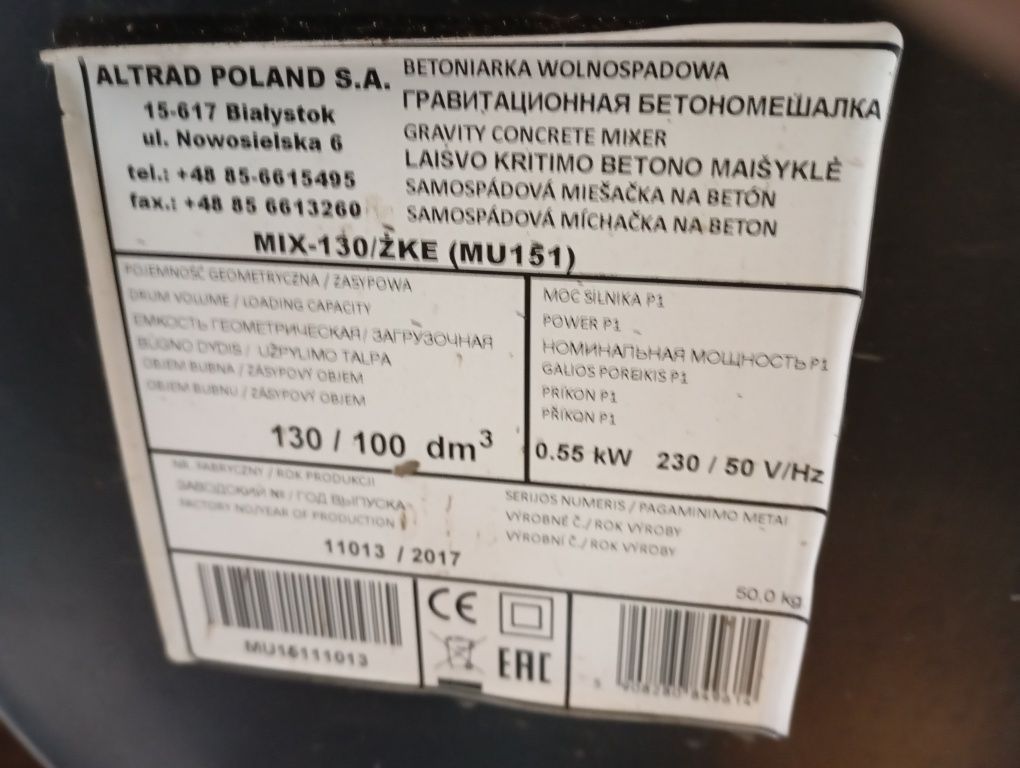 ALTRAD POLAND S.A.
15-617 Białystok
ul. Nowosielska 6
tel.: +48 85-6615495
fax.: +48 85 6613260
BETONIARKA WOLNOSPADOWA
ГРАВИТАЦИОННАЯ БЕТОНОМЕШАЛКА
GRAVITY CONCRETE MIXER
LAISVO KRITIMO BETONO MAIŠYKLĖ
SAMOSPÁDOVÁ MIEŠAČKA NA BETÓN
SAMOSPÁDOVÁ MÍCHAČKA NA BETON
MIX-130/ŻKE (MU151)
POJEMNOŚĆ GEOMETRYCZNA / ZASYPOWA
DRUM VOLUME / LOADING CAPACITY
ЕМКОСТЬ ГЕОМЕТРИЧЕСКАЯ / ЗАГРУЗОЧНАЯ
BŪGNO DYDIS / UŽPYLIMO TALPA
OBJEM BUBNA / ZÁSYPOVÝ OBJEM
OBJEM BUBNU / ZÁSYPOVÝ OBJEM
130 / 100 dm³
MOC SILNIKA P1
POWER P1
НОМИНАЛЬНАЯ МОЩНОСТЬ P1
GALIOS POREIKIS P1
PRÍKON P1
PŘÍKON P1
0.55 kW 230 / 50 V/Hz
NR. FABRYCZNY / ROK PRODUKCJI
ЗАВОДСКИЙ № / ГОД ВЫПУСКА
FACTORY NO/YEAR OF PRODUCTION
SERIJOS NUMERIS / PAGAMINIMO METAI
VÝROBNÉ Č./ ROK VÝROBY
VÝROBNÍ Č./ ROK VÝROBY
11013 / 2017
50,0 kg
MU15111013
CE
EAC